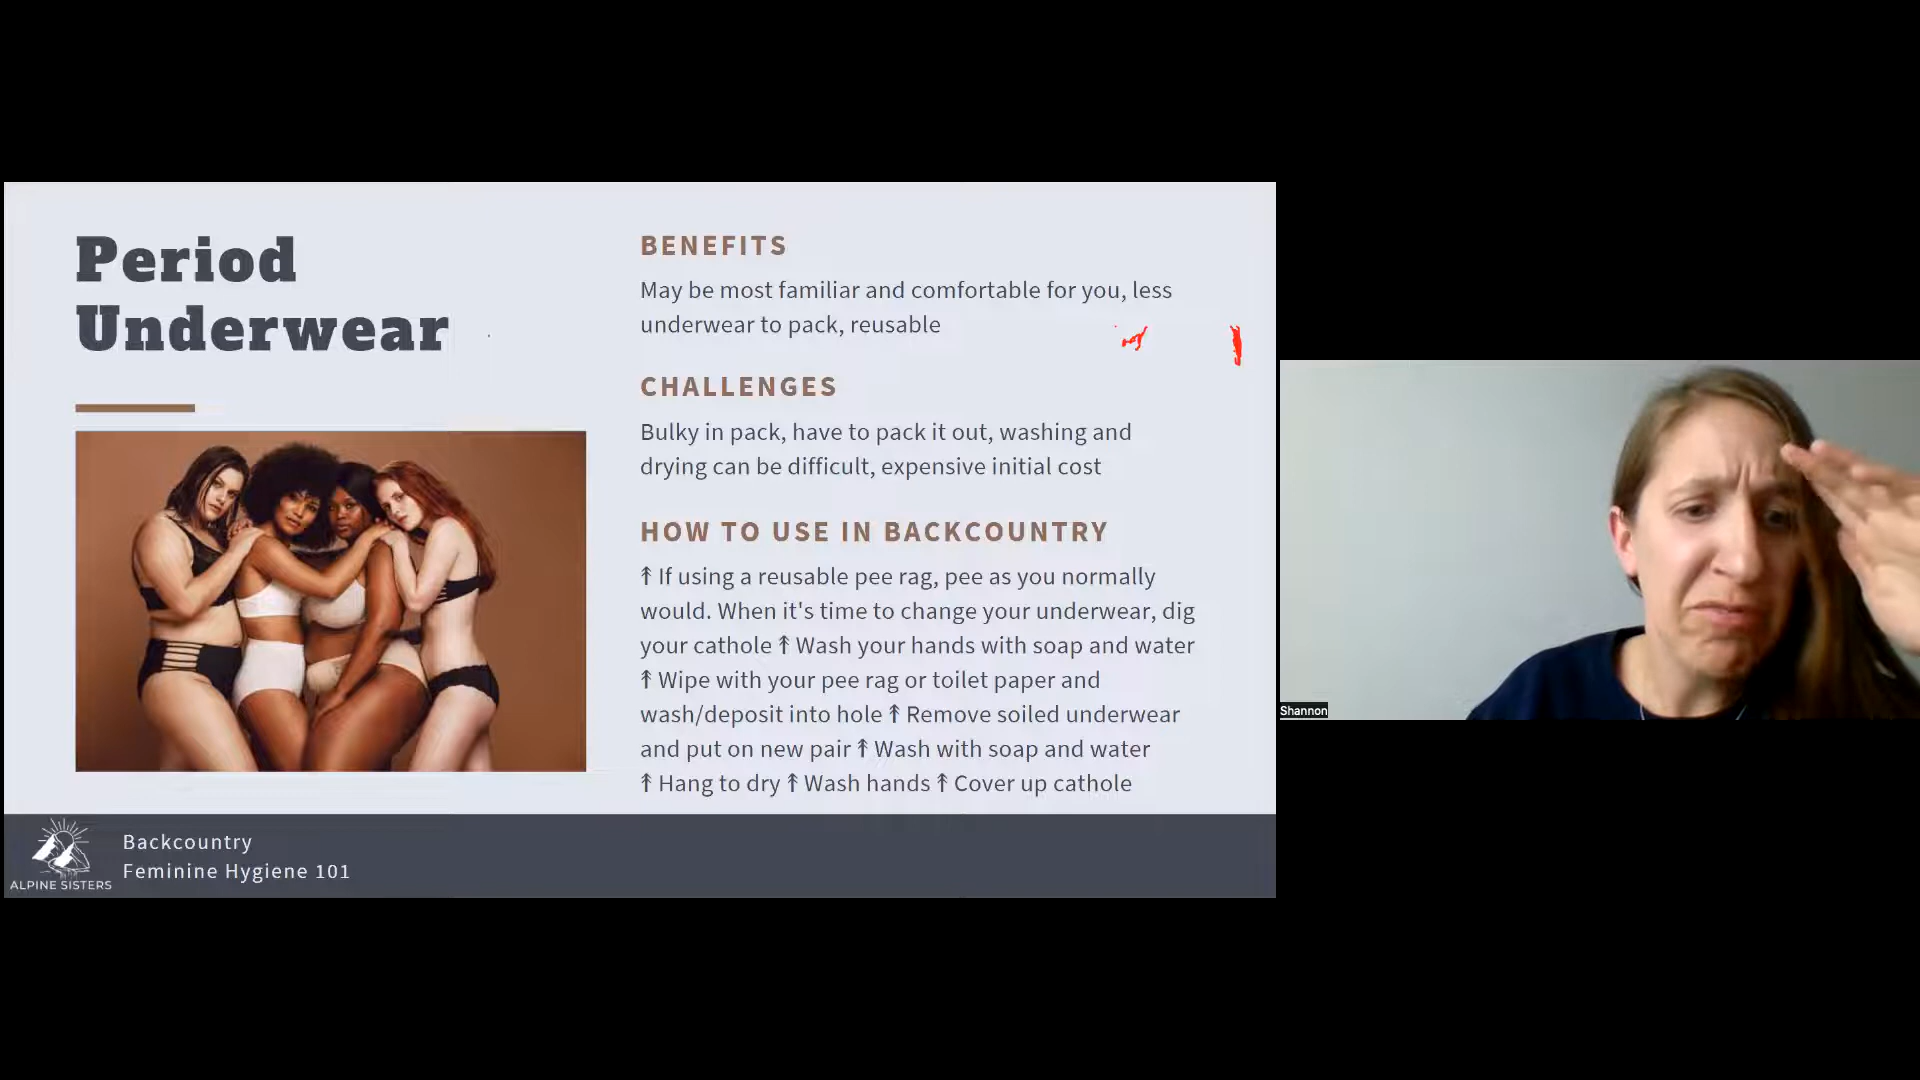 Period
Underwear
BENEFITS
May be most familiar and comfortable for you, less
underwear to pack, reusable
CHALLENGES
Bulky in pack, have to pack it out, washing and
drying can be difficult, expensive initial cost
HOW TO USE IN BACKCOUNTRY
↟ If using a reusable pee rag, pee as you normally
would. When it's time to change your underwear, dig
your cathole ↟ Wash your hands with soap and water
↟ Wipe with your pee rag or toilet paper and
wash/deposit into hole ↟ Remove soiled underwear
and put on new pair ↟ Wash with soap and water
↟ Hang to dry ↟ Wash hands ↟ Cover up cathole
ALPINE SISTERS
Backcountry
Feminine Hygiene 101
Shannon